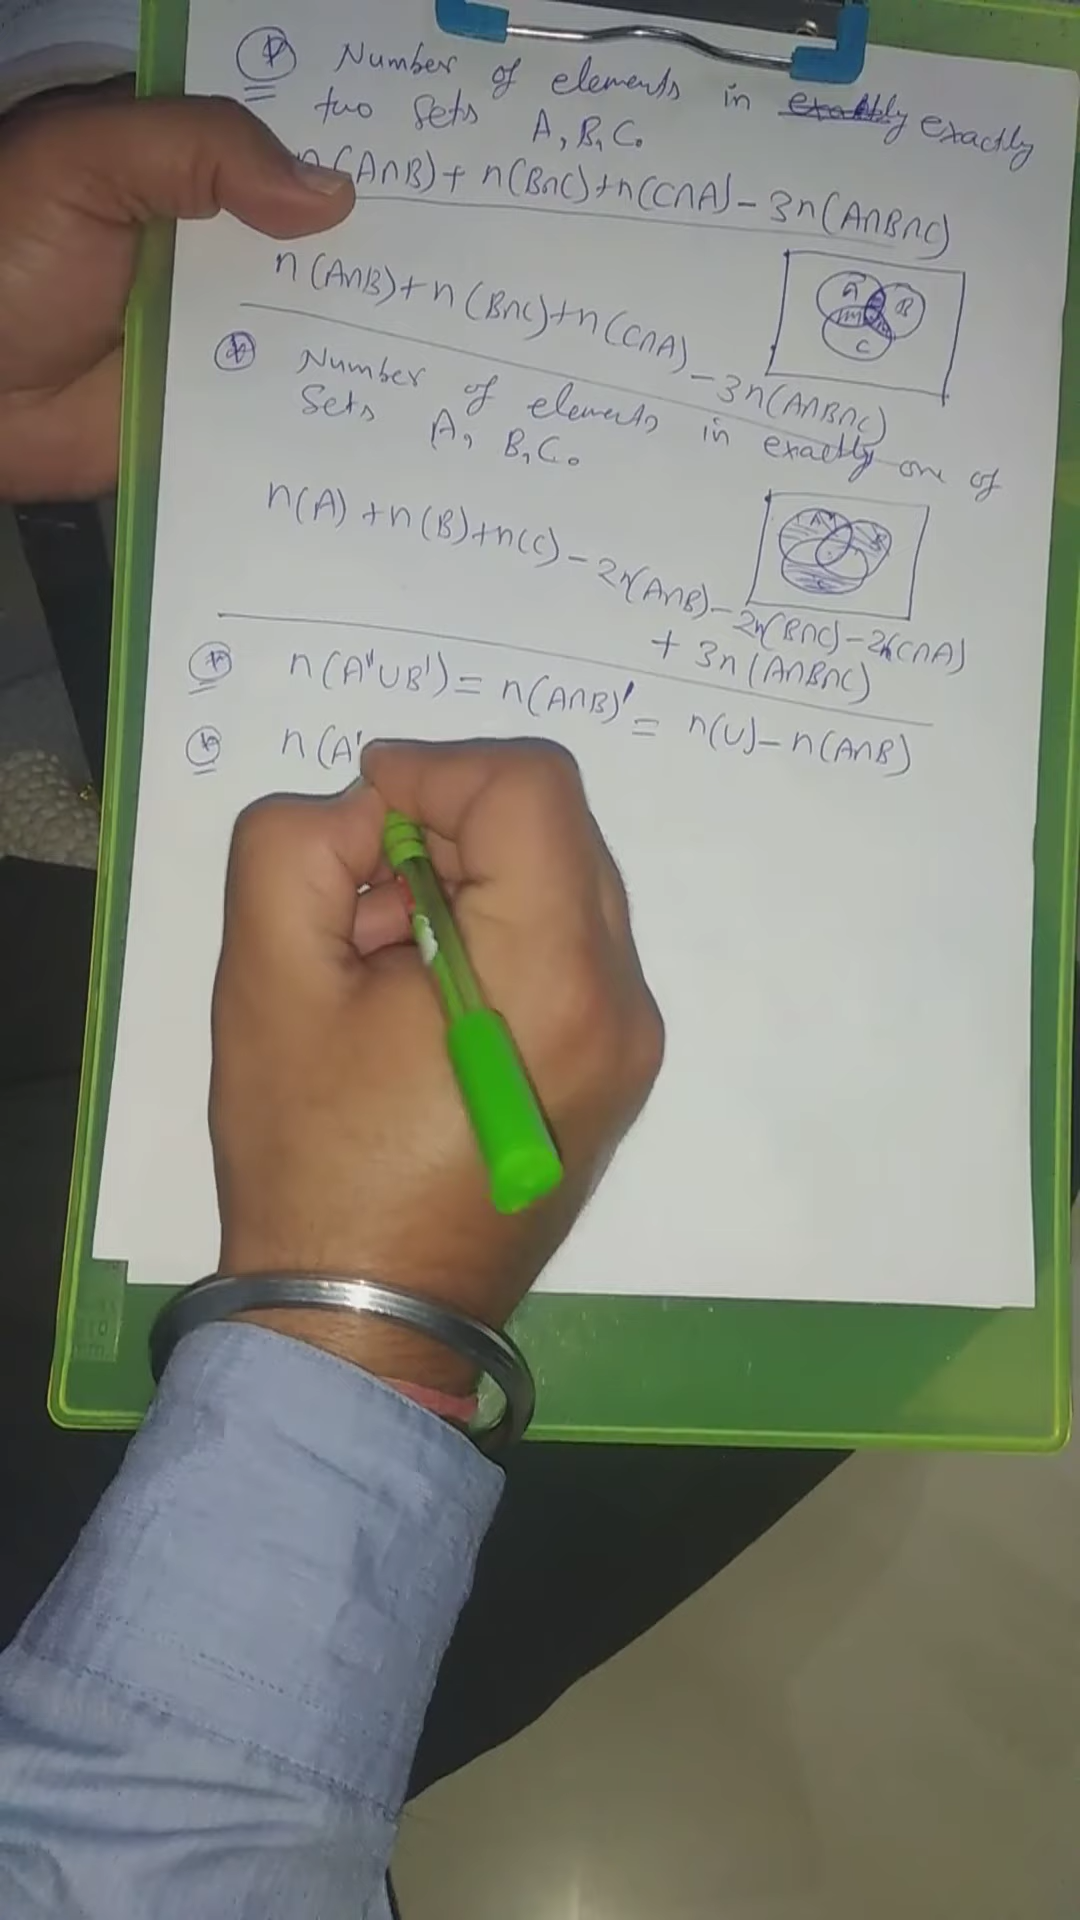 Number of elements in exactly exactly
two Sets A, B, C.
n(A∩B)+ n(B∩C)+n(C∩A)- 3n(A∩B∩C)
n(A∩B)+n(B∩C)+n(C∩A)-3n(A∩B∩C)
A B
C
Number of elements in exactly one of
Sets A, B, C.
n(A)+n(B)+n(C)-2n(A∩B)-2n(B∩C)-2n(C∩A)
+ 3n(A∩B∩C)
A B
C
n(A'∪B')= n(A∩B)' = n(U)-n(A∩B)
n(A'